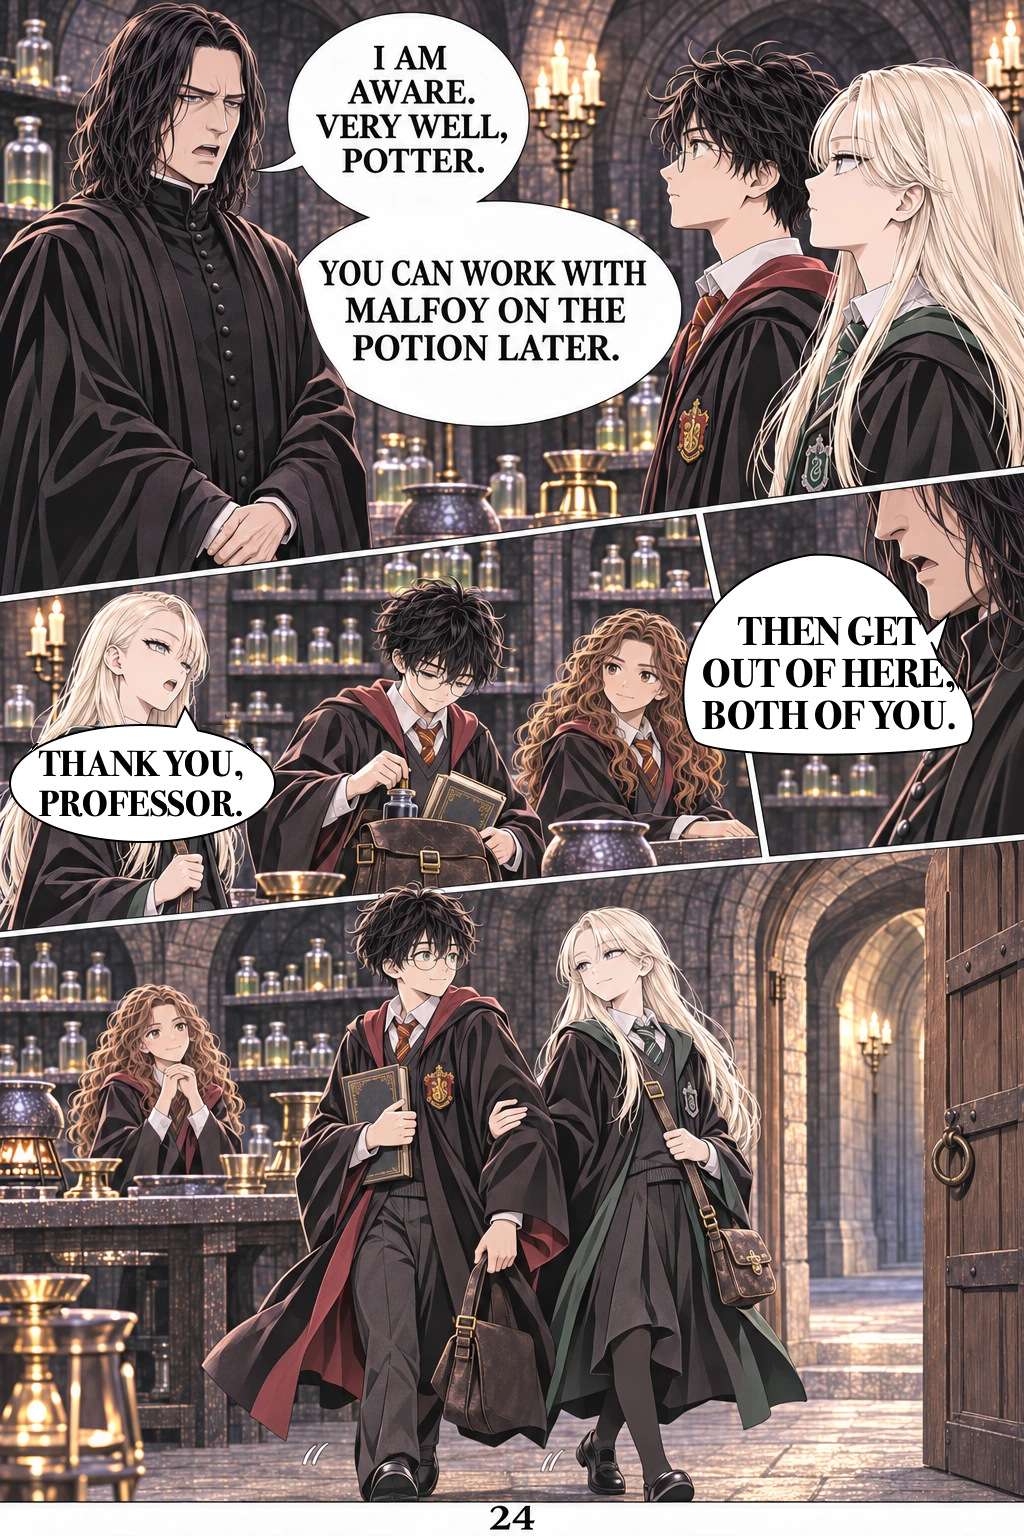 I AM
AWARE.
VERY WELL,
POTTER.
YOU CAN WORK WITH
MALFOY ON THE
POTION LATER.
THANK YOU,
PROFESSOR.
THEN GET
OUT OF HERE,
BOTH OF YOU.
24